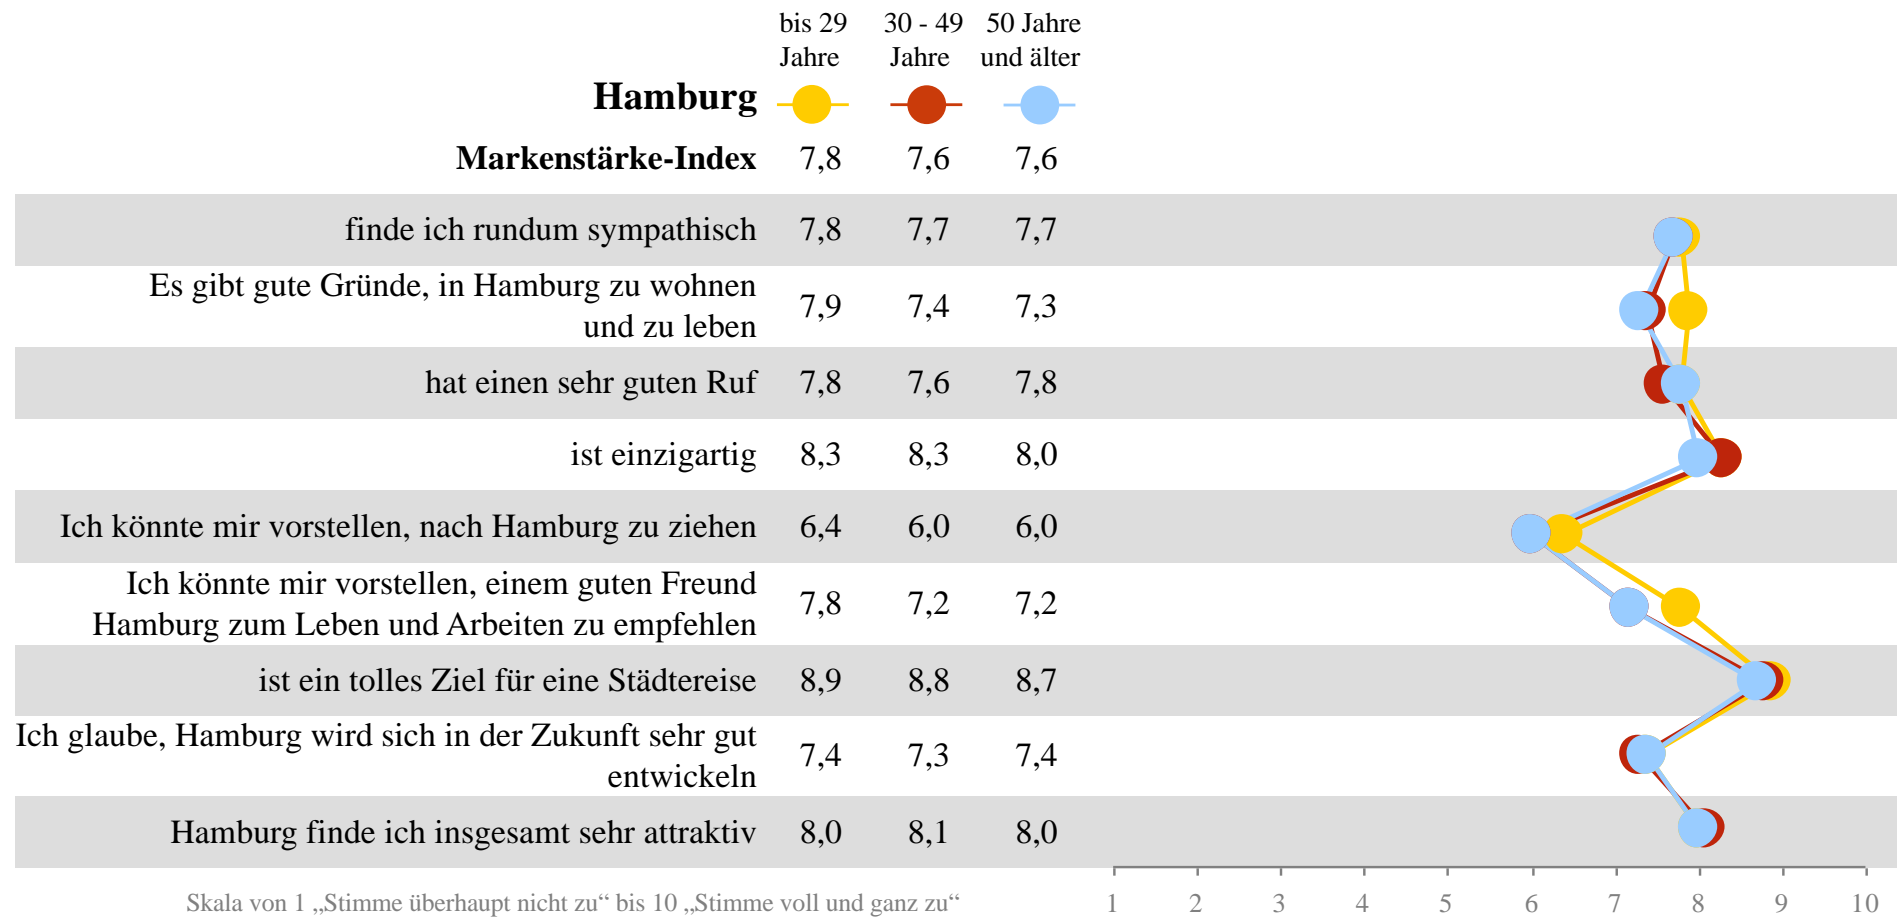 bis 29 30 - 49 50 Jahre
Jahre Jahre und älter
Hamburg
Markenstärke-Index 7,8 7,6 7,6
finde ich rundum sympathisch 7,8 7,7 7,7
Es gibt gute Gründe, in Hamburg zu wohnen
und zu leben 7,9 7,4 7,3
hat einen sehr guten Ruf 7,8 7,6 7,8
ist einzigartig 8,3 8,3 8,0
Ich könnte mir vorstellen, nach Hamburg zu ziehen 6,4 6,0 6,0
Ich könnte mir vorstellen, einem guten Freund
Hamburg zum Leben und Arbeiten zu empfehlen 7,8 7,2 7,2
ist ein tolles Ziel für eine Städtereise 8,9 8,8 8,7
Ich glaube, Hamburg wird sich in der Zukunft sehr gut
entwickeln 7,4 7,3 7,4
Hamburg finde ich insgesamt sehr attraktiv 8,0 8,1 8,0
Skala von 1 „Stimme überhaupt nicht zu“ bis 10 „Stimme voll und ganz zu“
1 2 3 4 5 6 7 8 9 10